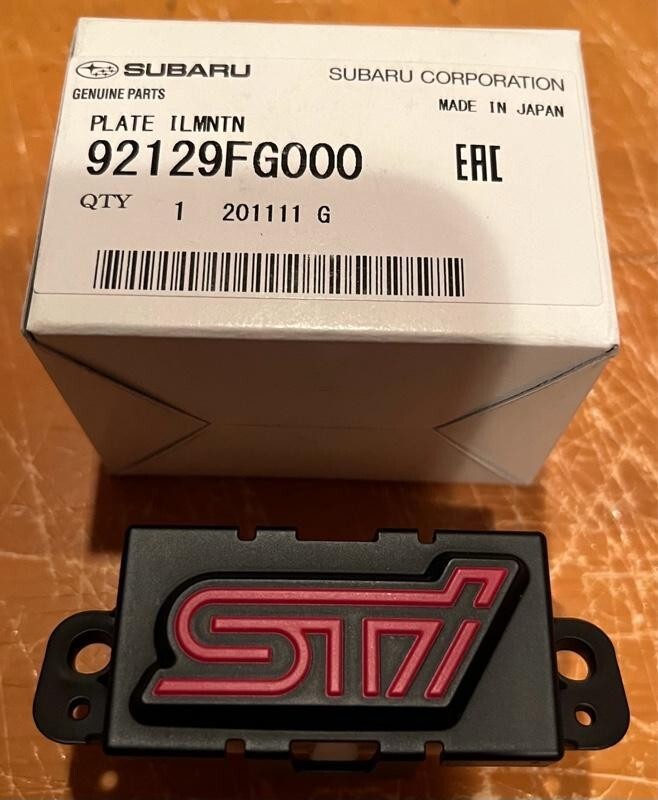 SUBARU
SUBARU CORPORATION
GENUINE PARTS
MADE IN JAPAN
PLATE ILMNTN
92129FG000
EAC
QTY 1 201111 G
STi